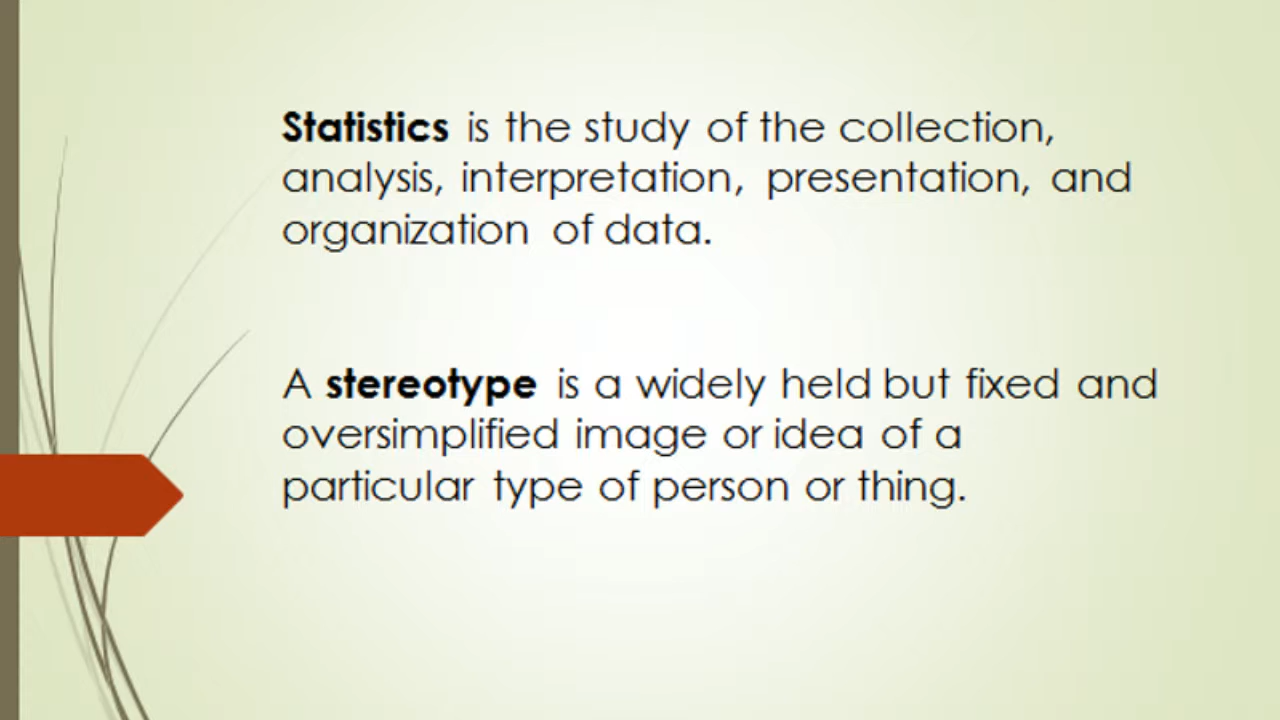 Statistics is the study of the collection,
analysis, interpretation, presentation, and
organization of data.
A stereotype is a widely held but fixed and
oversimplified image or idea of a
particular type of person or thing.